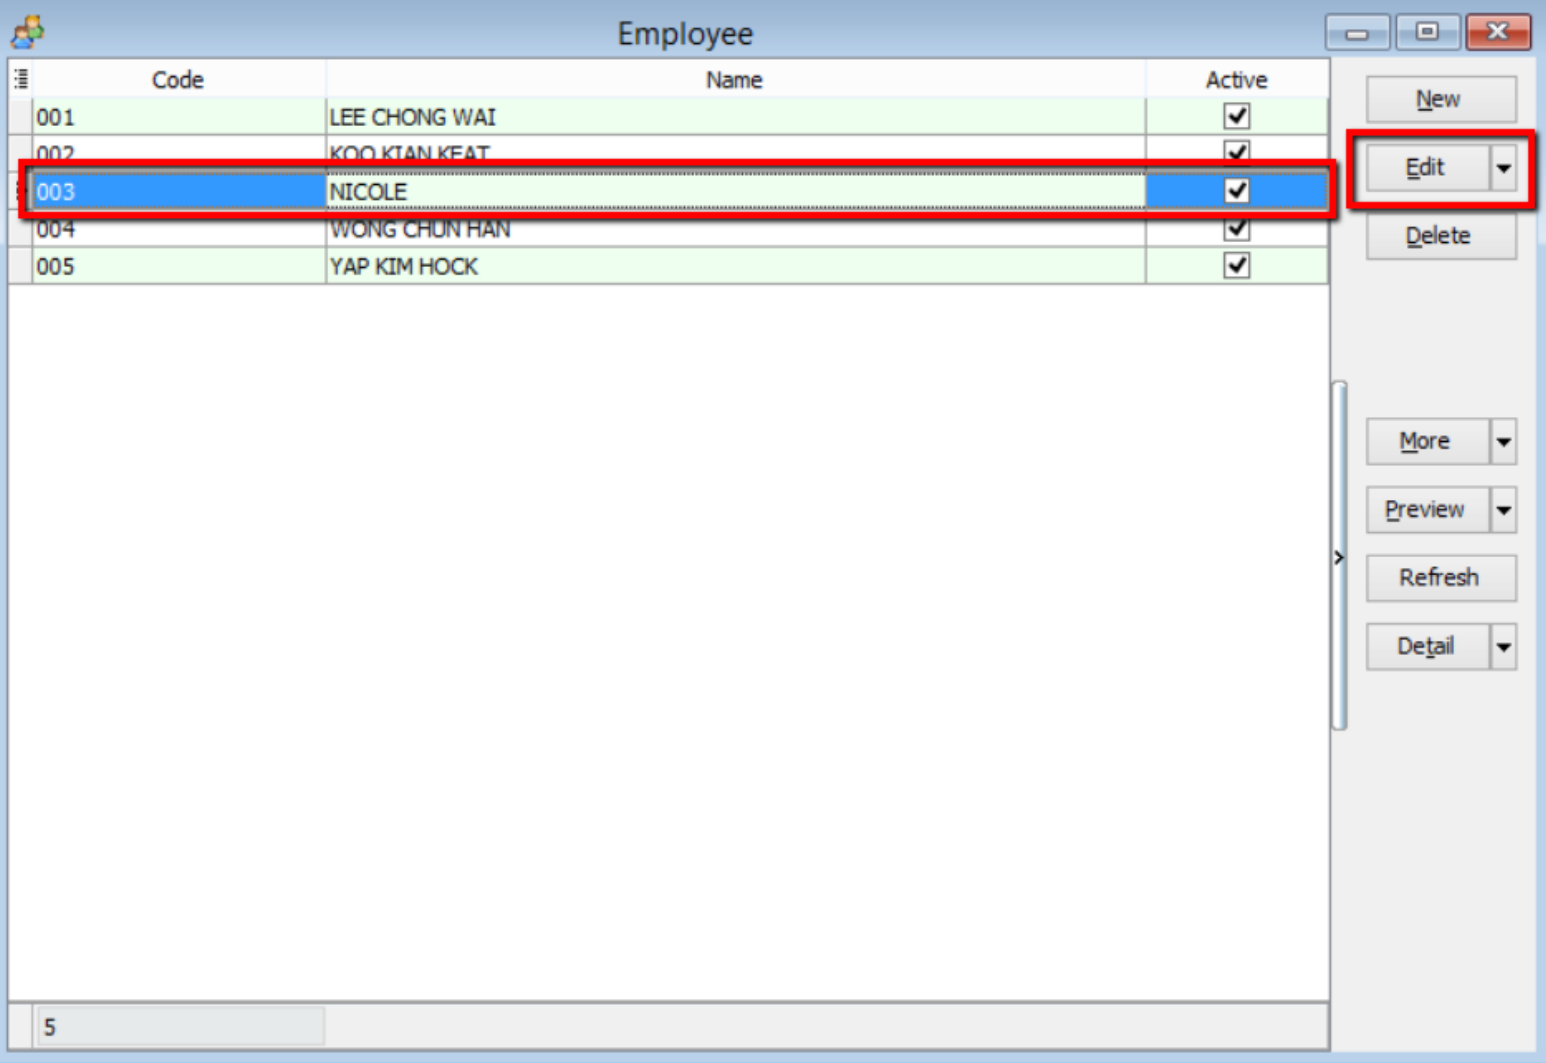 Employee
Code Name Active
001 LEE CHONG WAI
002 KOO KIAN KEAT
003 NICOLE
004 WONG CHUN HAN
005 YAP KIM HOCK
5
New
Edit
Delete
More
Preview
Refresh
Detail